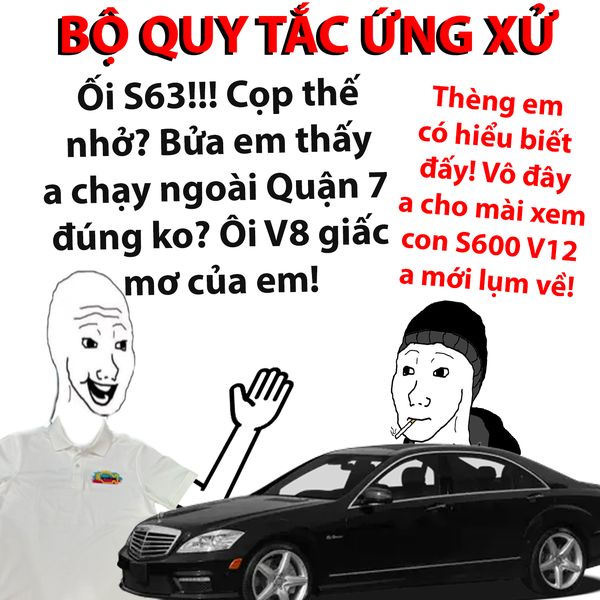 BỘ QUY TẮC ỨNG XỬ
Ối S63!!! Cọp thế
nhở? Bửa em thấy
a chạy ngoài Quận 7
đúng ko? Ôi V8 giấc
mơ của em!
Thèng em
có hiểu biết
đấy! Vô đây
a cho mài xem
con S600 V12
a mới lụm về!